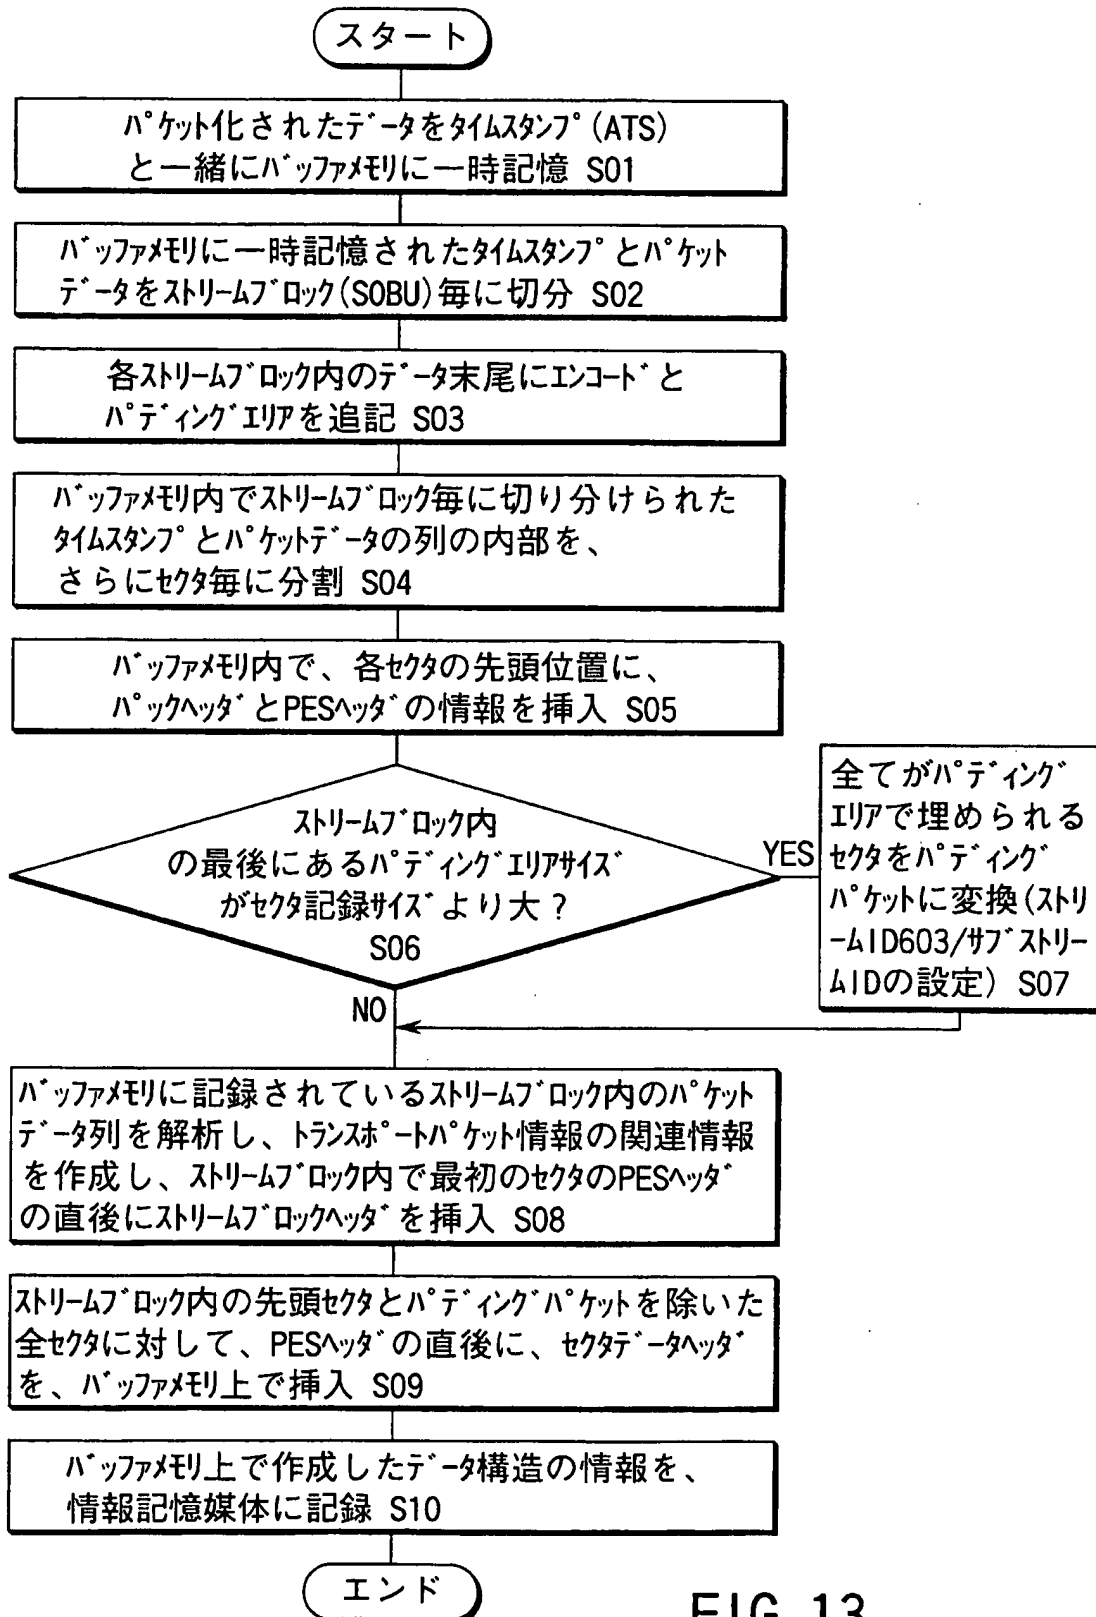 スタート
パケット化されたデータをタイムスタンプ(ATS)
と一緒にバッファメモリに一時記憶 S01
バッファメモリに一時記憶されたタイムスタンプとパケット
データをストリームブロック(SOBU)毎に切分 S02
各ストリームブロック内のデータ末尾にエンコードと
パディングエリアを追記 S03
バッファメモリ内でストリームブロック毎に切り分けられた
タイムスタンプとパケットデータの列の内部を、
さらにセクタ毎に分割 S04
バッファメモリ内で、各セクタの先頭位置に、
パックヘッダとPESヘッダの情報を挿入 S05
ストリームブロック内
の最後にあるパディングエリアサイズ
がセクタ記録サイズより大?
S06
YES
全てがパディング
エリアで埋められる
セクタをパディング
パケットに変換(ストリ
ームID603/サブストリー
ムIDの設定) S07
NO
バッファメモリに記録されているストリームブロック内のパケット
データ列を解析し、トランスポートパケット情報の関連情報
を作成し、ストリームブロック内で最初のセクタのPESヘッダ
の直後にストリームブロックヘッダを挿入 S08
ストリームブロック内の先頭セクタとパディングパケットを除いた
全セクタに対して、PESヘッダの直後に、セクタデータヘッダ
を、バッファメモリ上で挿入 S09
バッファメモリ上で作成したデータ構造の情報を、
情報記憶媒体に記録 S10
エンド
FIG.13